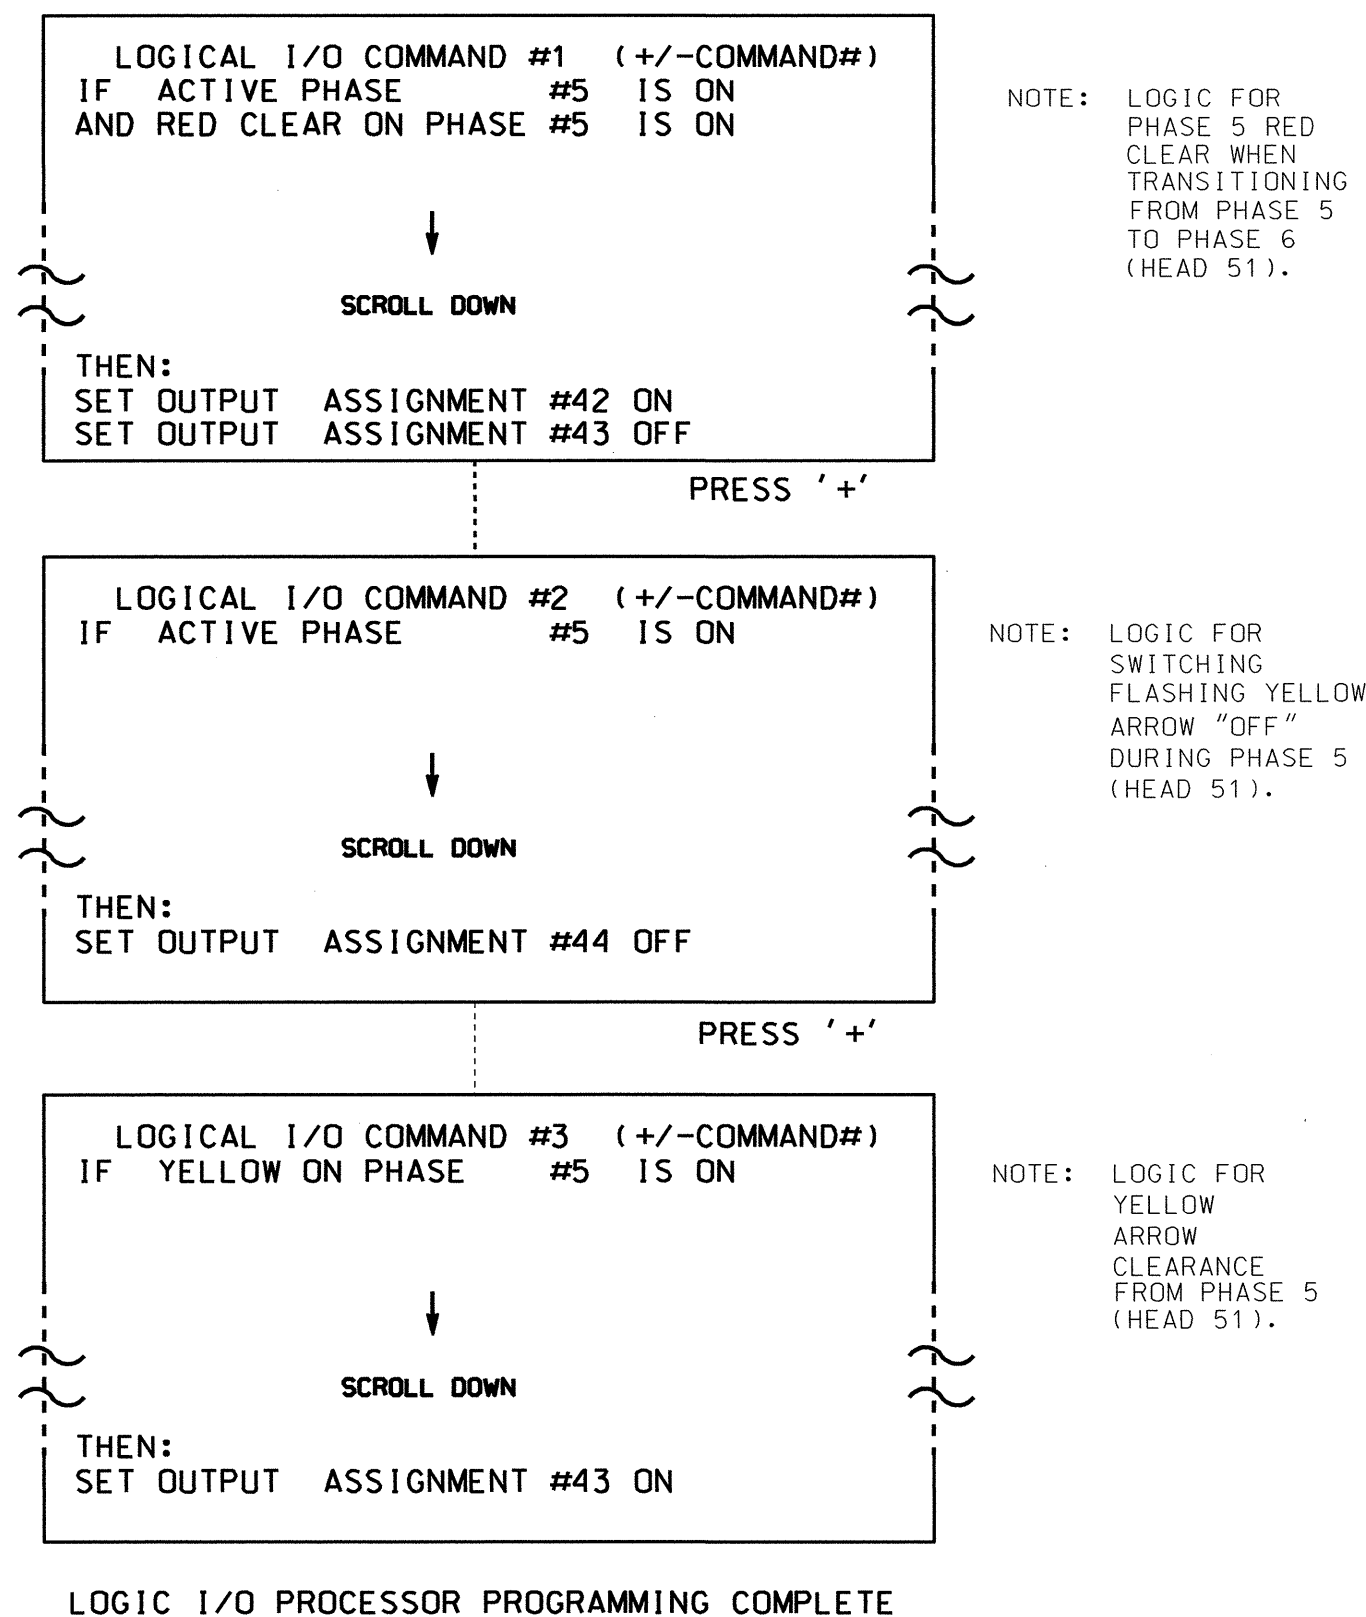 LOGICAL I/O COMMAND #1 (+/-COMMAND#)
IF ACTIVE PHASE #5 IS ON
AND RED CLEAR ON PHASE #5 IS ON
SCROLL DOWN
THEN:
SET OUTPUT ASSIGNMENT #42 ON
SET OUTPUT ASSIGNMENT #43 OFF
NOTE: LOGIC FOR
PHASE 5 RED
CLEAR WHEN
TRANSITIONING
FROM PHASE 5
TO PHASE 6
(HEAD 51).
PRESS '+'
LOGICAL I/O COMMAND #2 (+/-COMMAND#)
IF ACTIVE PHASE #5 IS ON
SCROLL DOWN
THEN:
SET OUTPUT ASSIGNMENT #44 OFF
NOTE: LOGIC FOR
SWITCHING
FLASHING YELLOW
ARROW "OFF"
DURING PHASE 5
(HEAD 51).
PRESS '+'
LOGICAL I/O COMMAND #3 (+/-COMMAND#)
IF YELLOW ON PHASE #5 IS ON
SCROLL DOWN
THEN:
SET OUTPUT ASSIGNMENT #43 ON
NOTE: LOGIC FOR
YELLOW
ARROW
CLEARANCE
FROM PHASE 5
(HEAD 51).
LOGIC I/O PROCESSOR PROGRAMMING COMPLETE